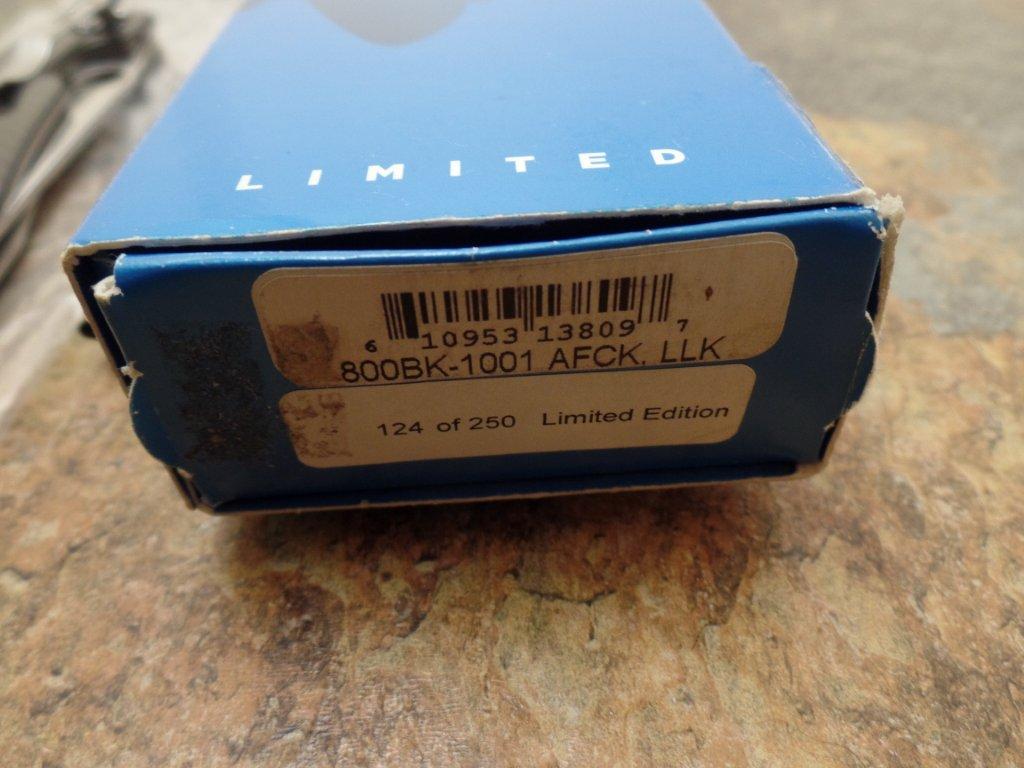 LIMITED
6 10953 13809 7
800BK-1001 AFCK. LLK
124 of 250 Limited Edition